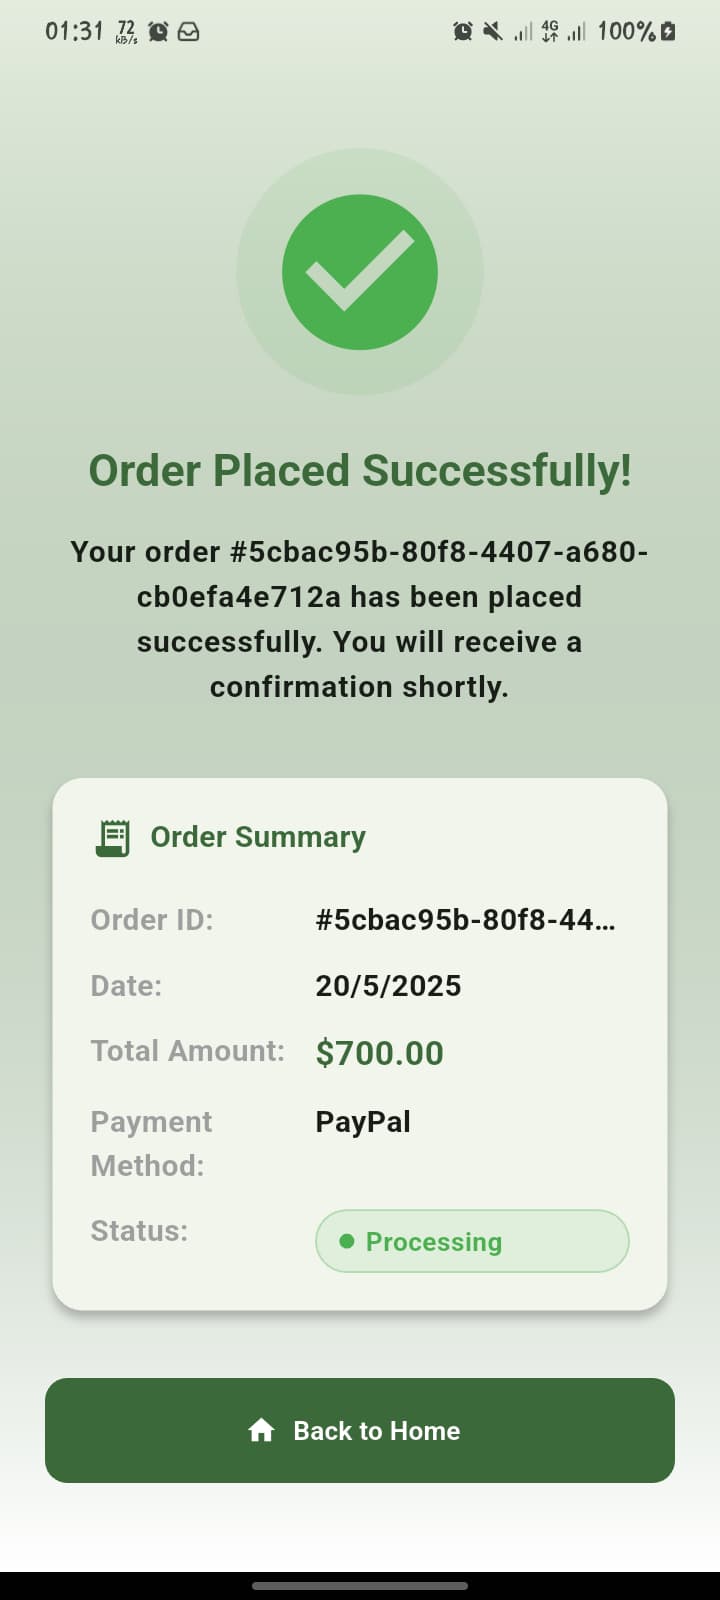 01:31 72 kB/s 4G 100%
Order Placed Successfully!
Your order #5cbac95b-80f8-4407-a680-
cb0efa4e712a has been placed
successfully. You will receive a
confirmation shortly.
Order Summary
Order ID: #5cbac95b-80f8-44…
Date: 20/5/2025
Total Amount: $700.00
Payment PayPal
Method:
Status: Processing
Back to Home